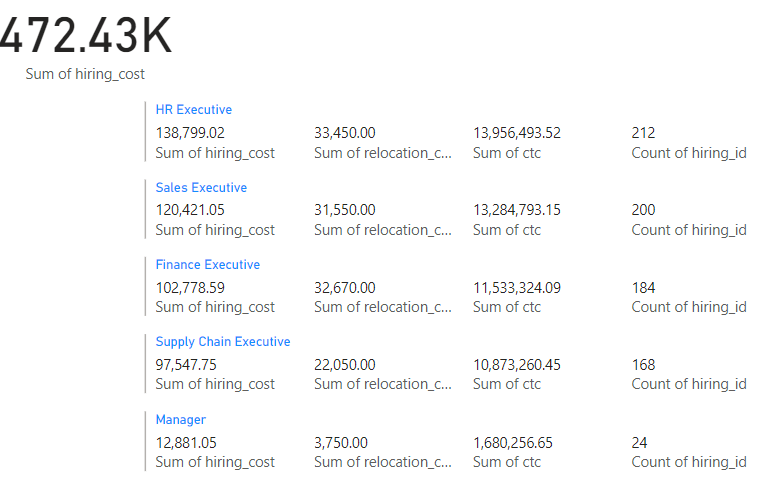 472.43K
Sum of hiring_cost
HR Executive
138,799.02 33,450.00 13,956,493.52 212
Sum of hiring_cost Sum of relocation_c... Sum of ctc Count of hiring_id
Sales Executive
120,421.05 31,550.00 13,284,793.15 200
Sum of hiring_cost Sum of relocation_c... Sum of ctc Count of hiring_id
Finance Executive
102,778.59 32,670.00 11,533,324.09 184
Sum of hiring_cost Sum of relocation_c... Sum of ctc Count of hiring_id
Supply Chain Executive
97,547.75 22,050.00 10,873,260.45 168
Sum of hiring_cost Sum of relocation_c... Sum of ctc Count of hiring_id
Manager
12,881.05 3,750.00 1,680,256.65 24
Sum of hiring_cost Sum of relocation_c... Sum of ctc Count of hiring_id